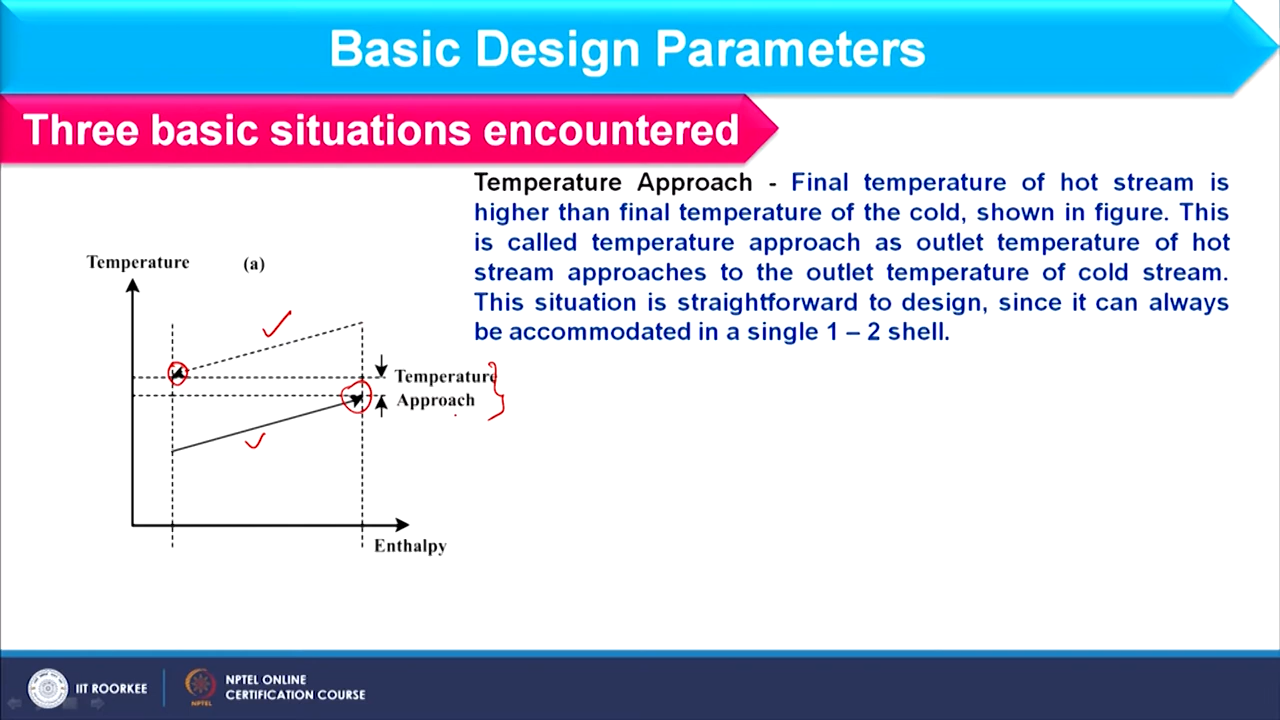 Basic Design Parameters
Three basic situations encountered
Temperature Approach - Final temperature of hot stream is
higher than final temperature of the cold, shown in figure. This
is called temperature approach as outlet temperature of hot
stream approaches to the outlet temperature of cold stream.
This situation is straightforward to design, since it can always
be accommodated in a single 1 – 2 shell.
Temperature (a)
Temperature
Approach
Enthalpy
IIT ROORKEE
NPTEL
NPTEL ONLINE
CERTIFICATION COURSE